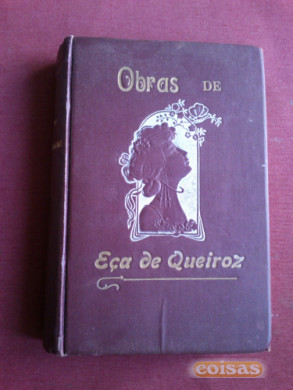 Obras DE
Eça de Queiroz
coisas